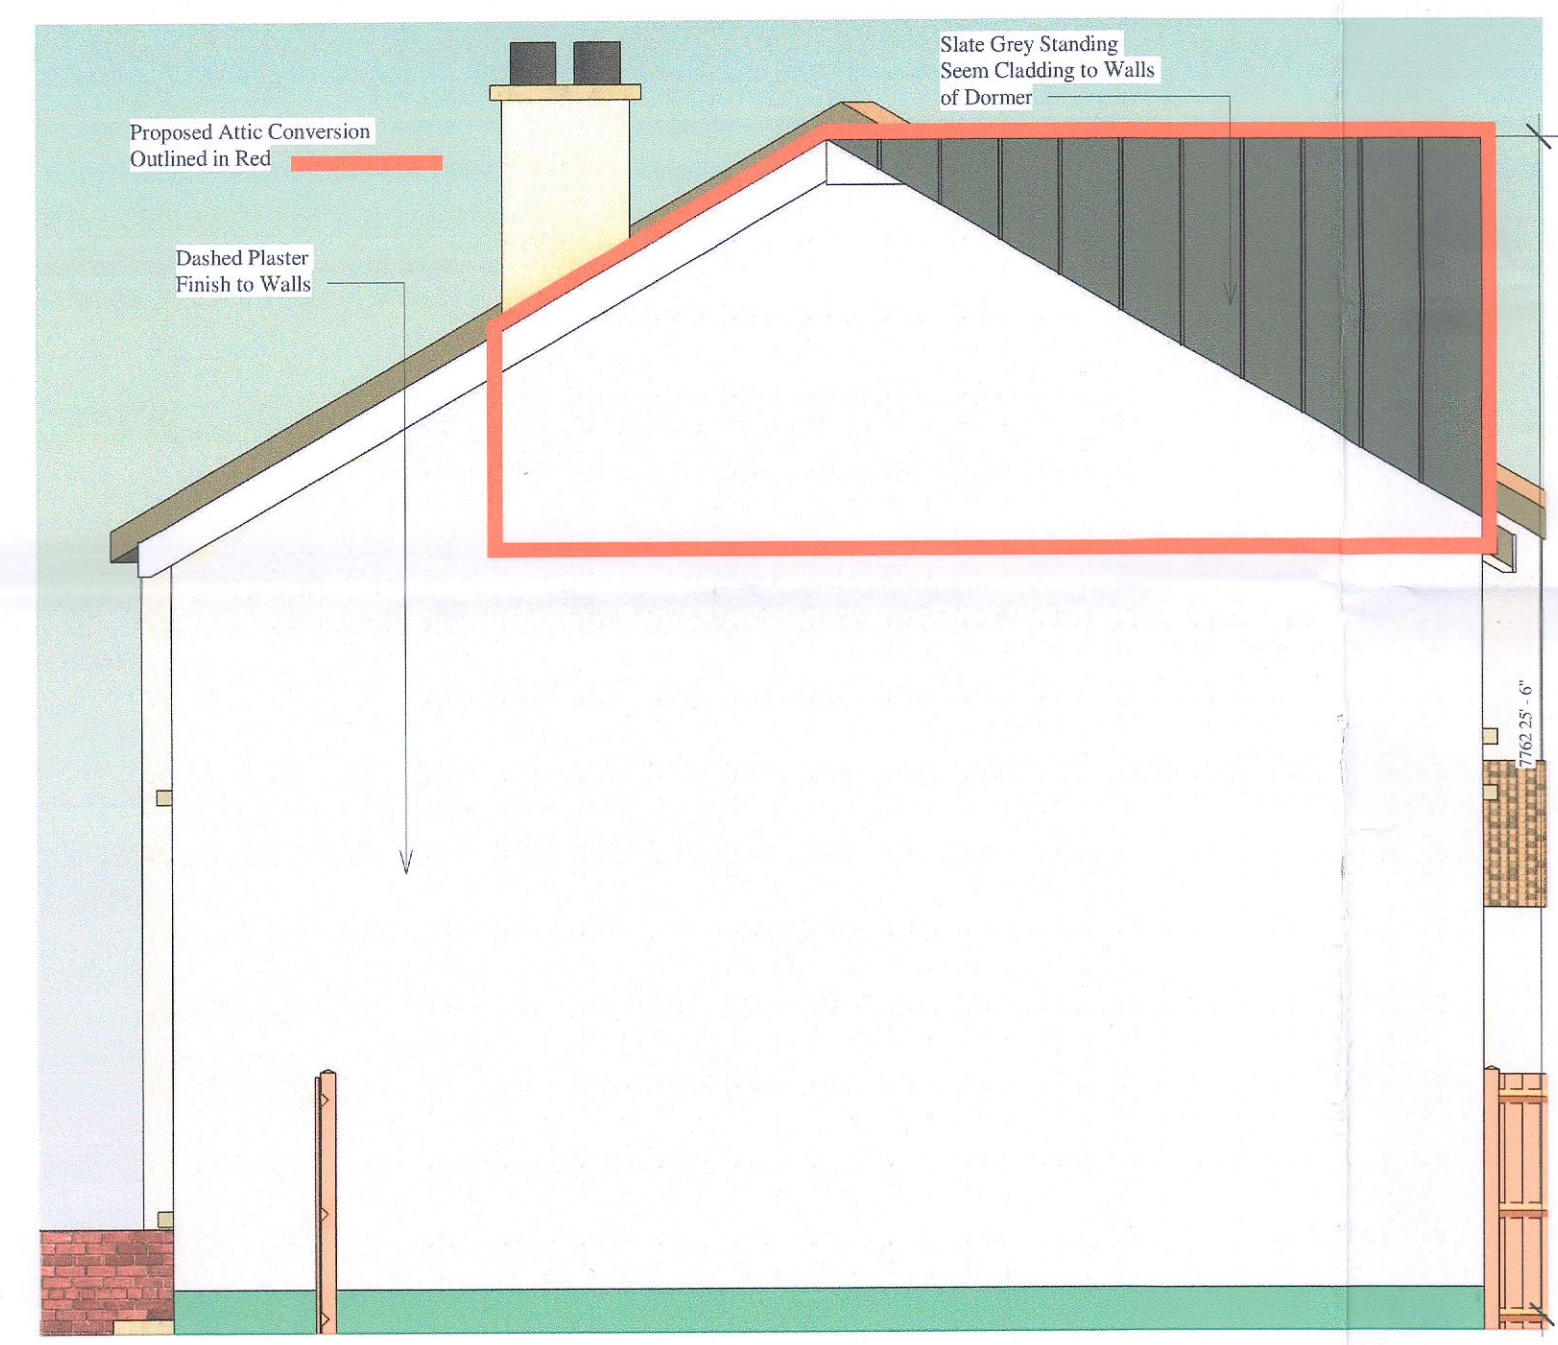 Slate Grey Standing
Seem Cladding to Walls
of Dormer
Proposed Attic Conversion
Outlined in Red
Dashed Plaster
Finish to Walls
7762 25' - 6"